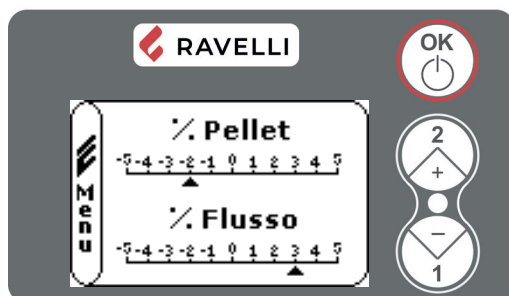 RAVELLI
OK
% Pellet
-5 -4 -3 -2 -1 0 1 2 3 4 5
% Flusso
-5 -4 -3 -2 -1 0 1 2 3 4 5
Menu
2
+
−
1